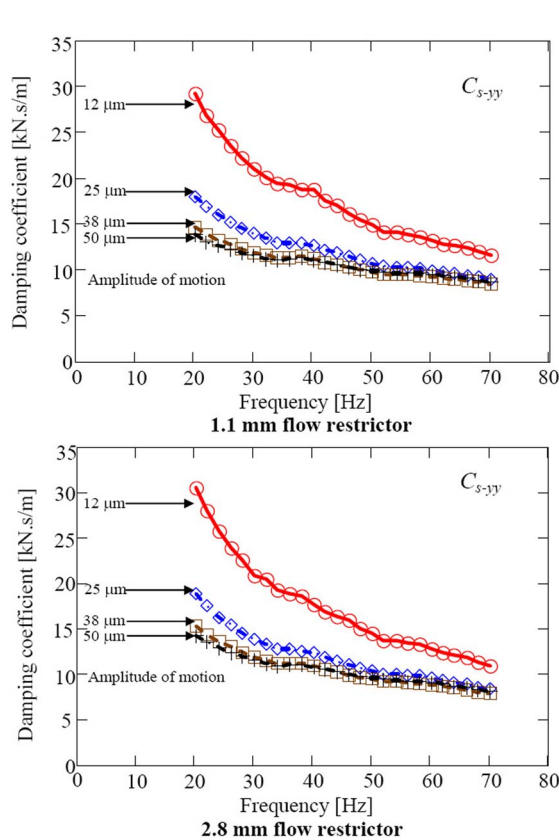 35
30
25
20
15
10
5
0
Damping coefficient [kN.s/m]
C_s-yy
12 μm
25 μm
38 μm
50 μm
Amplitude of motion
0 10 20 30 40 50 60 70 80
Frequency [Hz]
1.1 mm flow restrictor
35
30
25
20
15
10
5
0
Damping coefficient [kN.s/m]
C_s-yy
12 μm
25 μm
38 μm
50 μm
Amplitude of motion
0 10 20 30 40 50 60 70 80
Frequency [Hz]
2.8 mm flow restrictor